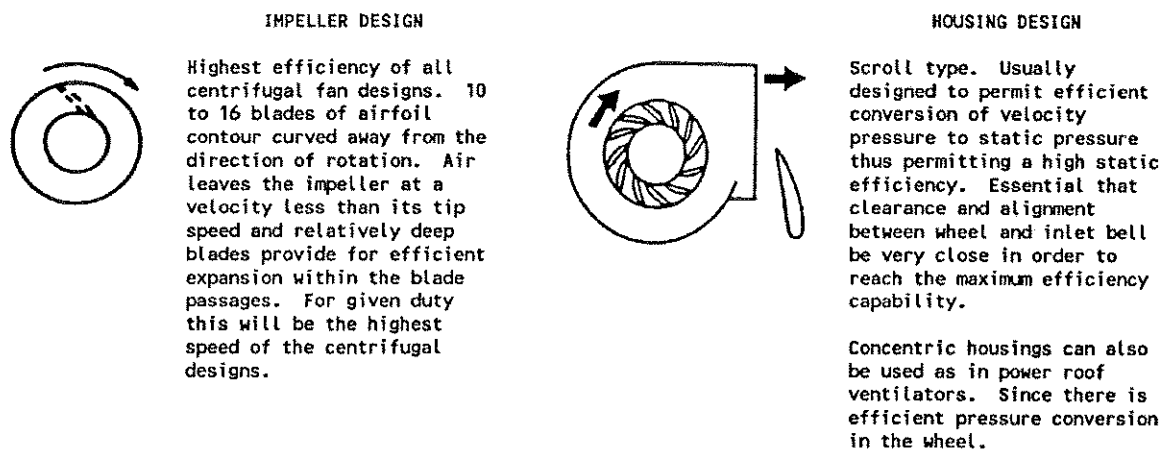 IMPELLER DESIGN
Highest efficiency of all
centrifugal fan designs. 10
to 16 blades of airfoil
contour curved away from the
direction of rotation. Air
leaves the impeller at a
velocity less than its tip
speed and relatively deep
blades provide for efficient
expansion within the blade
passages. For given duty
this will be the highest
speed of the centrifugal
designs.
HOUSING DESIGN
Scroll type. Usually
designed to permit efficient
conversion of velocity
pressure to static pressure
thus permitting a high static
efficiency. Essential that
clearance and alignment
between wheel and inlet bell
be very close in order to
reach the maximum efficiency
capability.
Concentric housings can also
be used as in power roof
ventilators. Since there is
efficient pressure conversion
in the wheel.